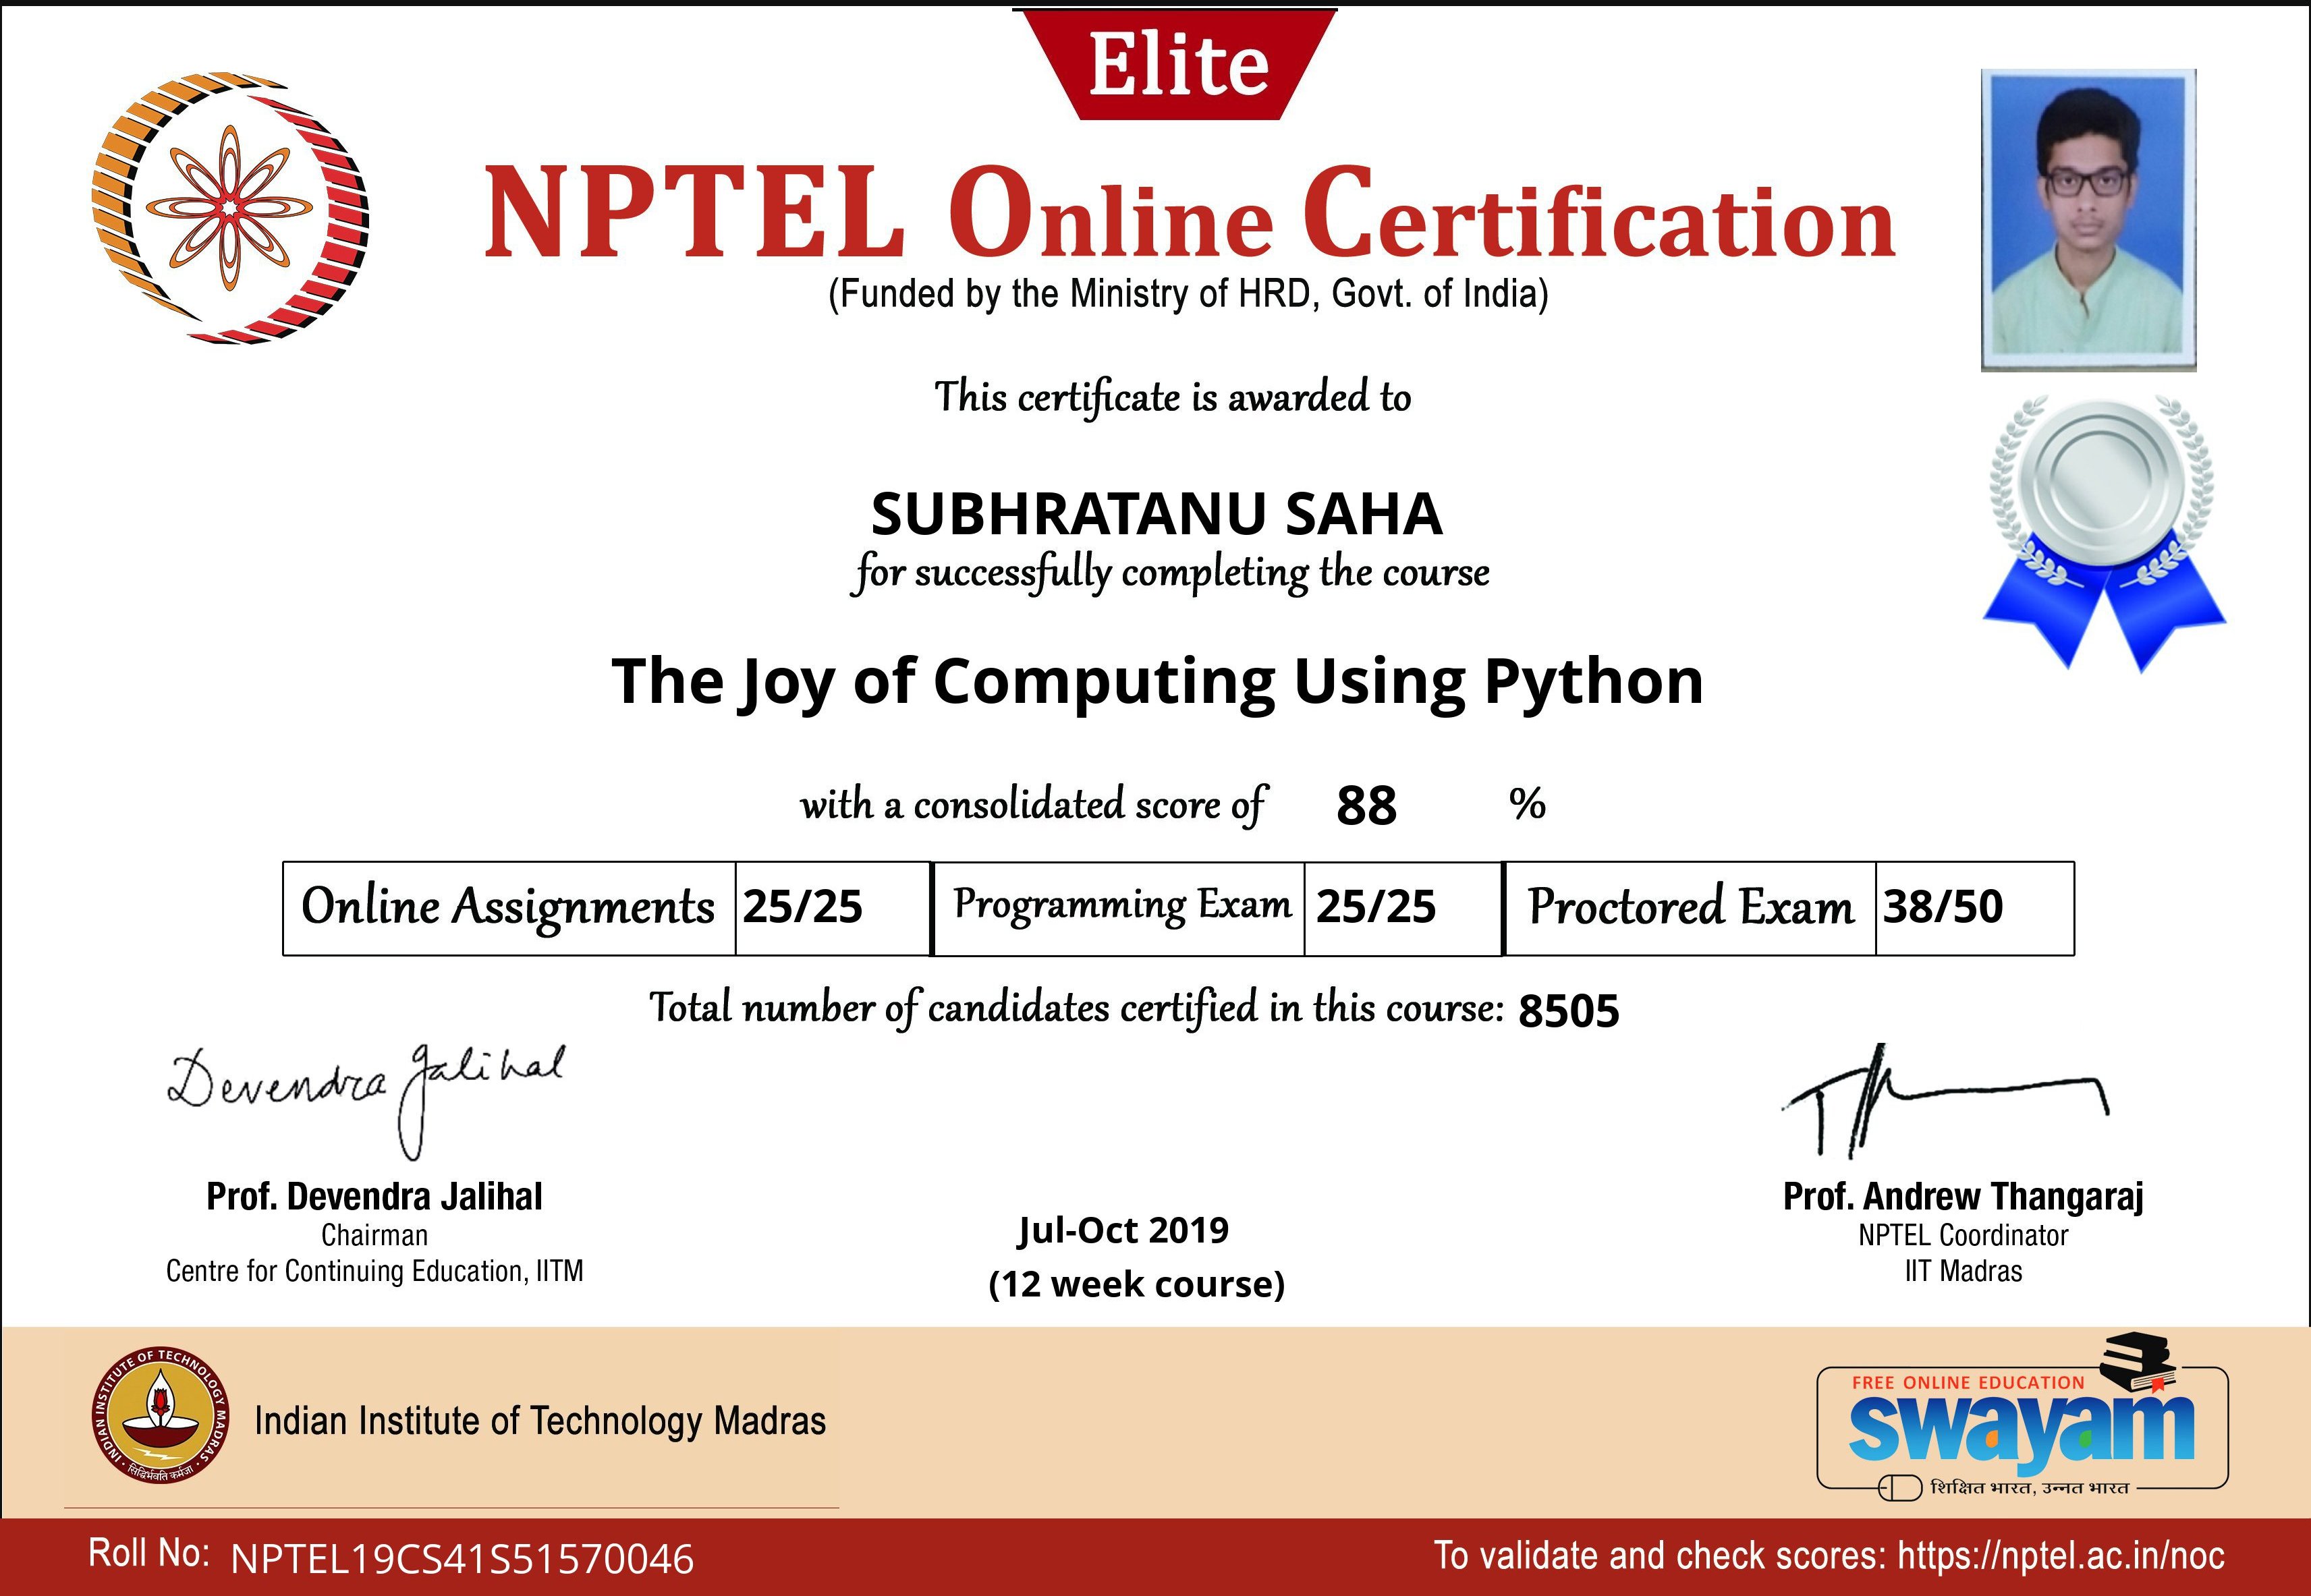 Elite
NPTEL Online Certification
(Funded by the Ministry of HRD, Govt. of India)
This certificate is awarded to
SUBHRATANU SAHA
for successfully completing the course
The Joy of Computing Using Python
with a consolidated score of 88 %
Online Assignments 25/25 Programming Exam 25/25 Proctored Exam 38/50
Total number of candidates certified in this course: 8505
Devendra Jalihal
Prof. Devendra Jalihal
Chairman
Centre for Continuing Education, IITM
Jul-Oct 2019
(12 week course)
Prof. Andrew Thangaraj
NPTEL Coordinator
IIT Madras
INDIAN INSTITUTE OF TECHNOLOGY MADRAS
सिद्धिर्भवति कर्मजा
Indian Institute of Technology Madras
FREE ONLINE EDUCATION
swayam
शिक्षित भारत, उन्नत भारत
Roll No: NPTEL19CS41S51570046
To validate and check scores: https://nptel.ac.in/noc